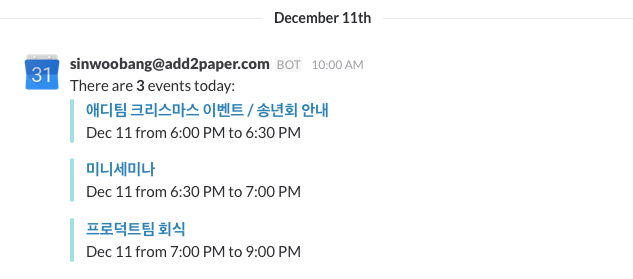 December 11th
31
sinwoobang@add2paper.com BOT 10:00 AM
There are 3 events today:
애디팀 크리스마스 이벤트 / 송년회 안내
Dec 11 from 6:00 PM to 6:30 PM
미니세미나
Dec 11 from 6:30 PM to 7:00 PM
프로덕트팀 회식
Dec 11 from 7:00 PM to 9:00 PM